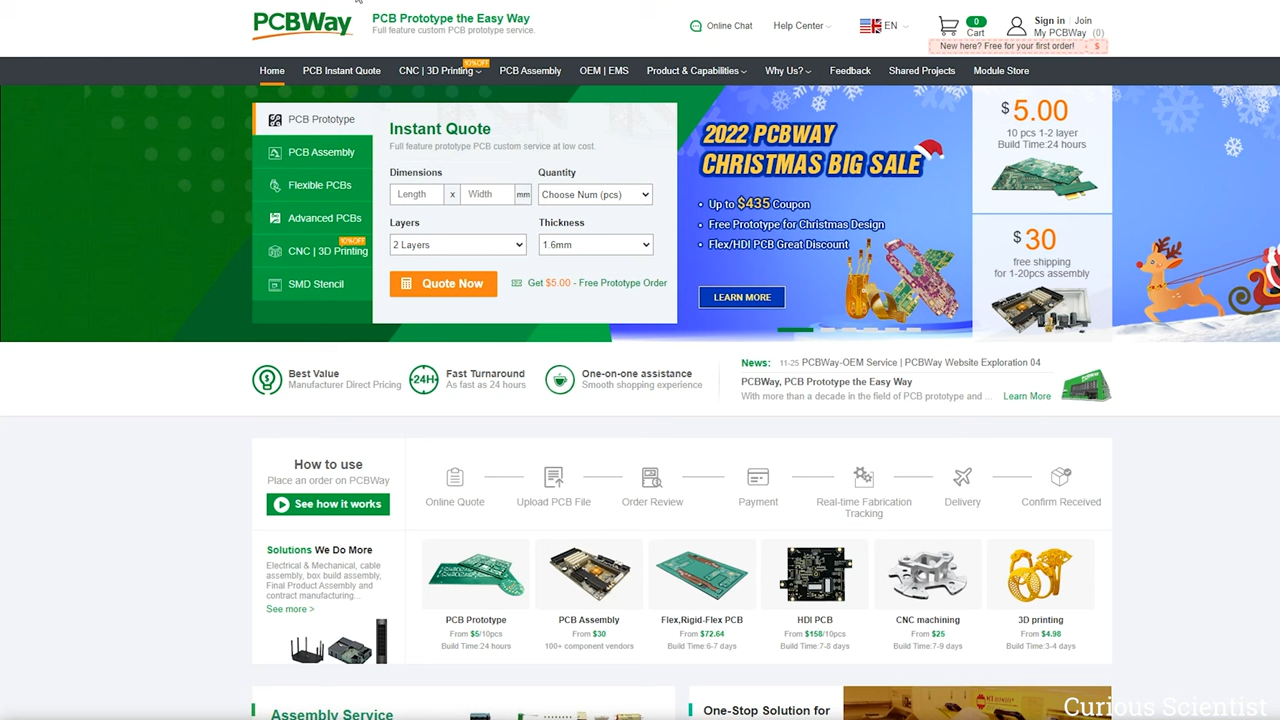 PCBWay
PCB Prototype the Easy Way
Full feature custom PCB prototype service.
Online Chat
Help Center
EN
0
Cart
Sign in | Join
My PCBWay (0)
New here? Free for your first order! $
Home
PCB Instant Quote
CNC | 3D Printing
10%OFF
PCB Assembly
OEM | EMS
Product & Capabilities
Why Us?
Feedback
Shared Projects
Module Store
PCB Prototype
PCB Assembly
Flexible PCBs
Advanced PCBs
10%OFF
CNC | 3D Printing
SMD Stencil
Instant Quote
Full feature prototype PCB custom service at low cost.
Dimensions
Quantity
Length x Width mm
Choose Num (pcs)
Layers
Thickness
2 Layers
1.6mm
Quote Now
Get $5.00 - Free Prototype Order
2022 PCBWAY
CHRISTMAS BIG SALE
• Up to $435 Coupon
• Free Prototype for Christmas Design
• Flex/HDI PCB Great Discount
LEARN MORE
$5.00
10 pcs 1-2 layer
Build Time:24 hours
$30
free shipping
for 1-20pcs assembly
Best Value
Manufacturer Direct Pricing
24H
Fast Turnaround
As fast as 24 hours
One-on-one assistance
Smooth shopping experience
News: 11-25 PCBWay-OEM Service | PCBWay Website Exploration 04
PCBWay, PCB Prototype the Easy Way
With more than a decade in the field of PCB prototype and ... Learn More
How to use
Place an order on PCBWay
See how it works
Online Quote
Upload PCB File
Order Review
Payment
Real-time Fabrication
Tracking
Delivery
Confirm Received
Solutions We Do More
Electrical & Mechanical, cable
assembly, box build assembly,
Final Product Assembly and
contract manufacturing...
See more >
PCB Prototype
From $5/10pcs
Build Time:24 hours
PCB Assembly
From $30
100+ component vendors
Flex,Rigid-Flex PCB
From $72.64
Build Time: 6-7 days
HDI PCB
From $158/10pcs
Build Time:7-8 days
CNC machining
From $25
Build Time:7-9 days
3D printing
From $4.98
Build Time:3-4 days
Assembly Service
One-Stop Solution for
Curious Scientist